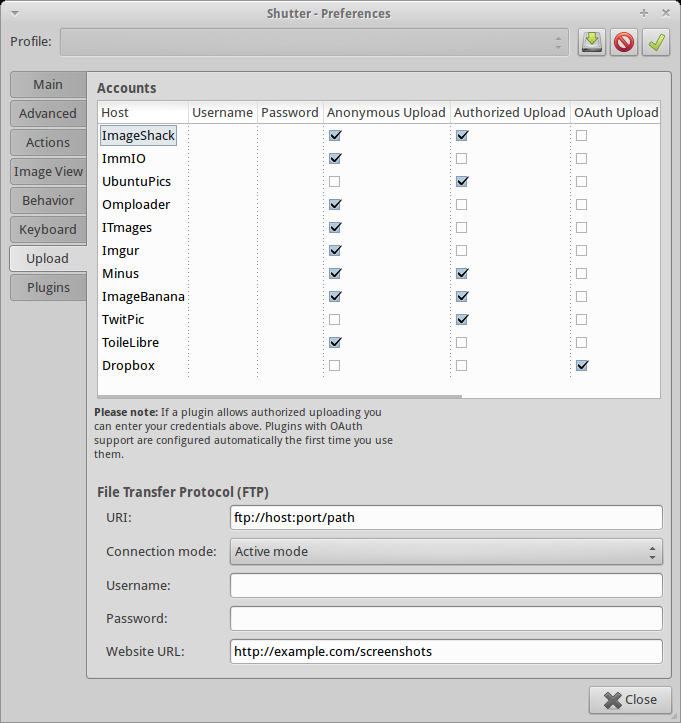 Shutter - Preferences
Profile:
Main
Advanced
Actions
Image View
Behavior
Keyboard
Upload
Plugins
Accounts
Host Username Password Anonymous Upload Authorized Upload OAuth Upload
ImageShack
ImmIO
UbuntuPics
Omploader
ITmages
Imgur
Minus
ImageBanana
TwitPic
ToileLibre
Dropbox
Please note: If a plugin allows authorized uploading you
can enter your credentials above. Plugins with OAuth
support are configured automatically the first time you use
them.
File Transfer Protocol (FTP)
URI: ftp://host:port/path
Connection mode: Active mode
Username:
Password:
Website URL: http://example.com/screenshots
Close